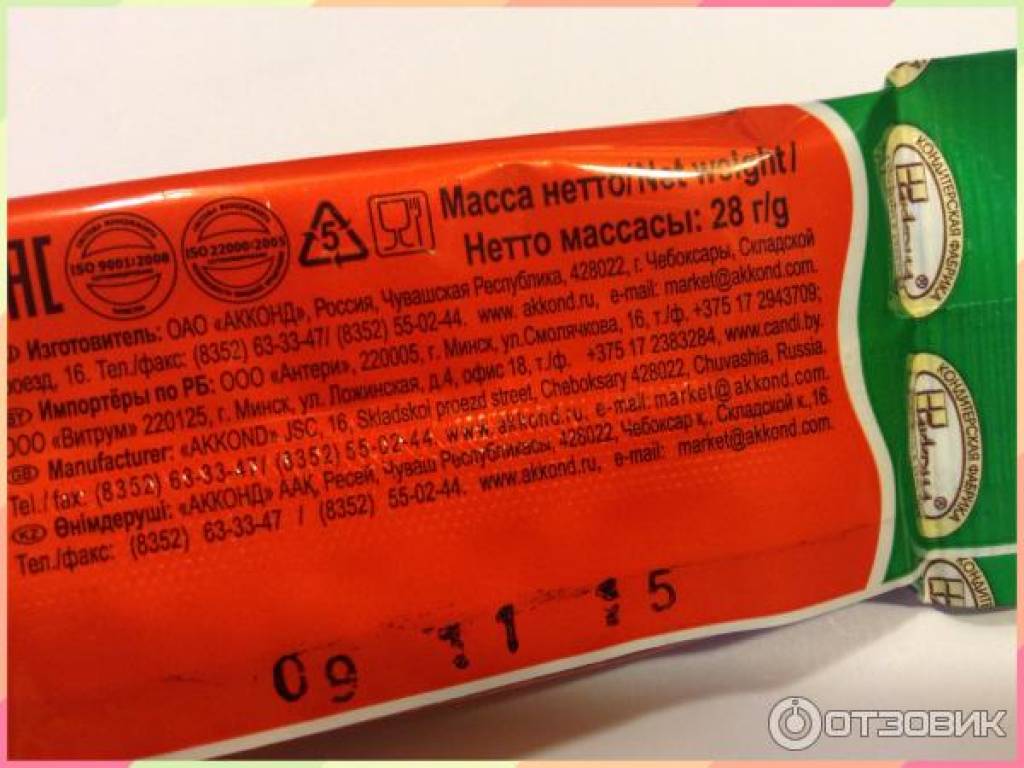 ЕАС
ISO 9001:2008
ISO 22000:2005
5
Масса нетто/Net weight/
Нетто массасы: 28 г/g
Изготовитель: ОАО «АККОНД», Россия, Чувашская Республика, 428022, г. Чебоксары, Складской
проезд, 16. Тел./факс: (8352) 63-33-47/ (8352) 55-02-44. www. akkond.ru, e-mail: market@akkond.com.
BY Импортёры по РБ: ООО «Антери», 220005, г. Минск, ул.Смолячкова, 16, т./ф. +375 17 2943709;
ООО «Витрум» 220125, г. Минск, ул. Ложинская, д.4, офис 18, т./ф. +375 17 2383284, www.candi.by.
GB Manufacturer: «AKKOND» JSC, 16, Skladskoi proezd street, Cheboksary 428022, Chuvashia, Russia.
Tel./ fax: (8352) 63-33-47/ (8352) 55-02-44. www. akkond.ru, e-mail: market@ akkond.com.
KZ Өнімдеруші: «АККОНД» ААҚ, Ресей, Чуваш Республикасы, 428022, Чебоксар қ., Складской к.,16.
Тел./факс: (8352) 63-33-47 / (8352) 55-02-44. www.akkond.ru, e-mail: market@akkond.com.
09 11 15
КОНДИТЕРСКАЯ ФАБРИКА
КОНДИТЕРСКАЯ ФАБРИКА
ОТЗОВИК